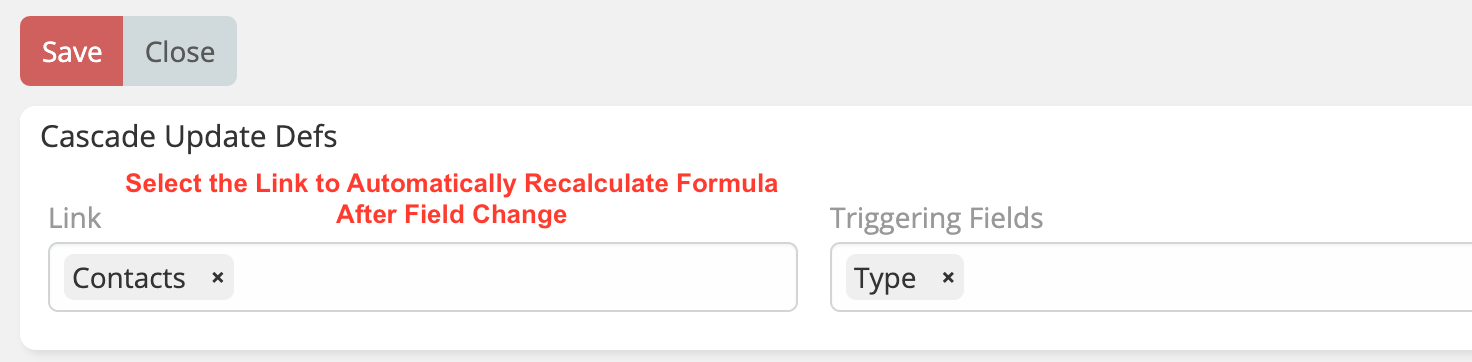 Save Close
Cascade Update Defs
Select the Link to Automatically Recalculate Formula
After Field Change
Link
Triggering Fields
Contacts ×
Type ×